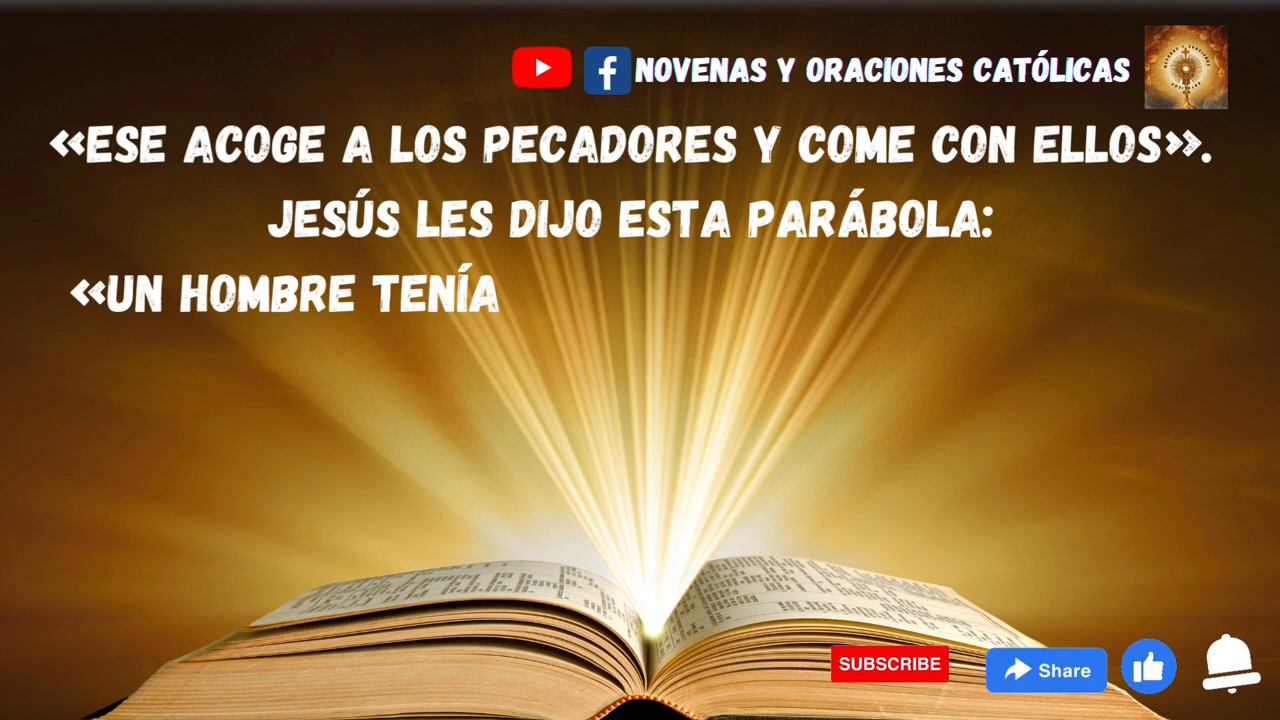 NOVENAS Y ORACIONES CATÓLICAS
«ESE ACOGE A LOS PECADORES Y COME CON ELLOS».
JESÚS LES DIJO ESTA PARÁBOLA:
«UN HOMBRE TENÍA
SUBSCRIBE
Share